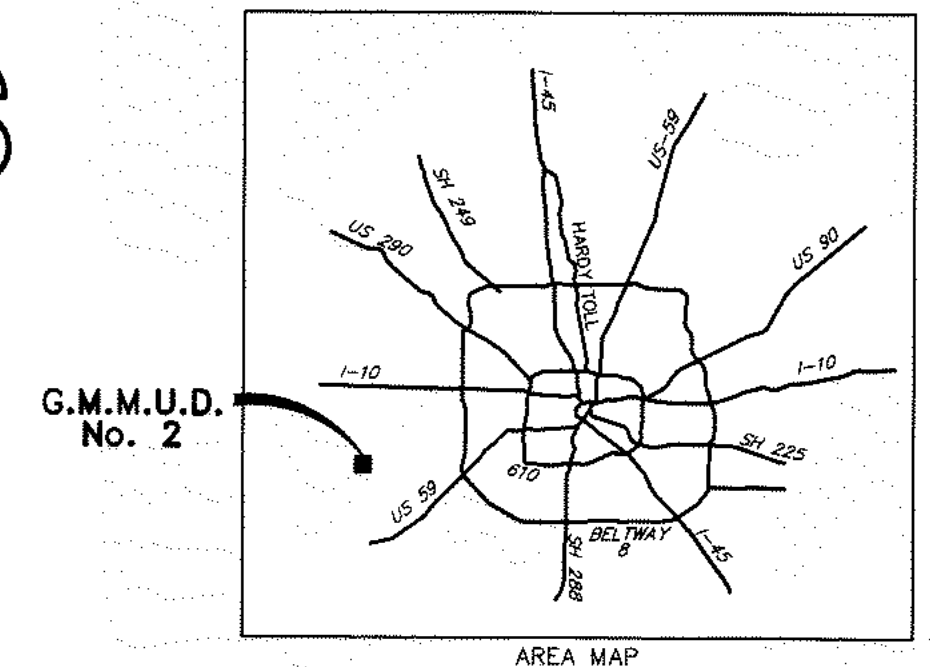 I-45
US-59
SH 249
US 290
HARDY TOLL
US 90
I-10
I-10
G.M.M.U.D.
No. 2
SH 225
610
US 59
BELTWAY
8
I-45
SH 288
AREA MAP